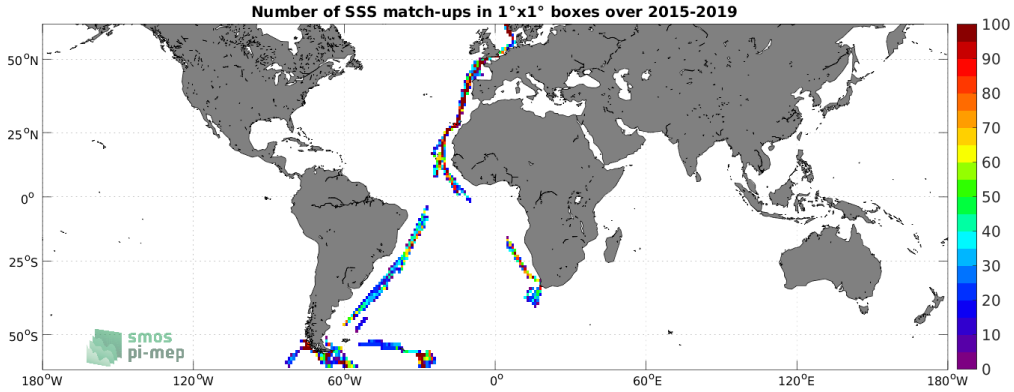 Number of SSS match-ups in 1°x1° boxes over 2015-2019
100
90
80
70
60
50
40
30
20
10
0
50°N
25°N
0°
25°S
50°S
smos
pi-mep
180°W 120°W 60°W 0° 60°E 120°E 180°W